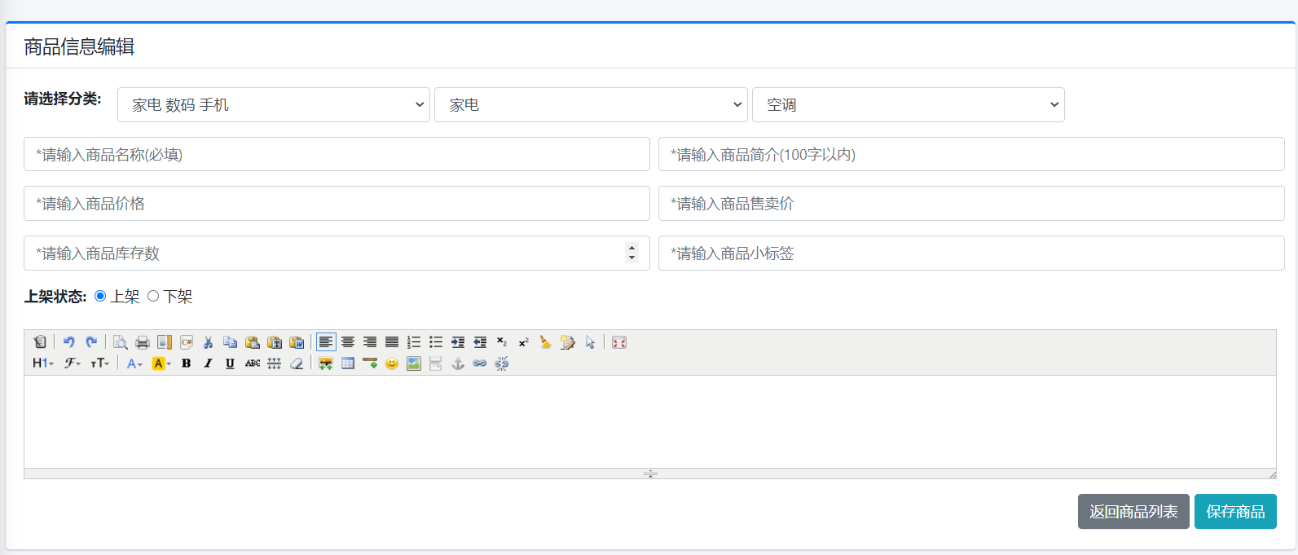 商品信息编辑
请选择分类: 家电 数码 手机 家电 空调
*请输入商品名称(必填) *请输入商品简介(100字以内)
*请输入商品价格 *请输入商品售卖价
*请输入商品库存数 *请输入商品小标签
上架状态: 上架 下架
H1 F TT A A B I U ABC
返回商品列表 保存商品